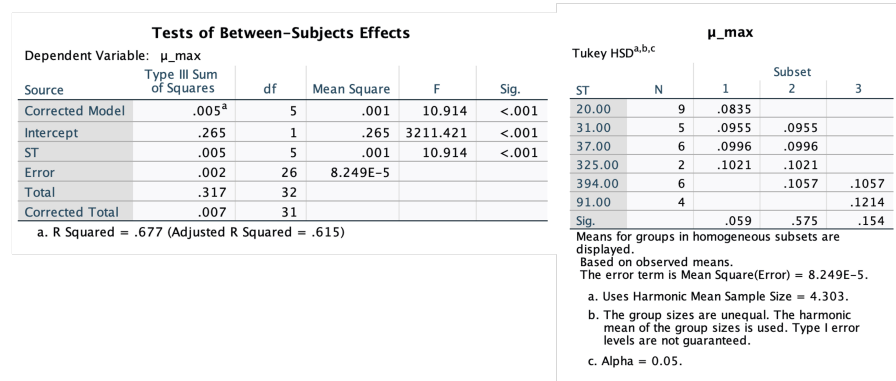 Tests of Between-Subjects Effects
Dependent Variable: μ_max
Source Type III Sum of Squares df Mean Square F Sig.
Corrected Model .005a 5 .001 10.914 <.001
Intercept .265 1 .265 3211.421 <.001
ST .005 5 .001 10.914 <.001
Error .002 26 8.249E-5
Total .317 32
Corrected Total .007 31
a. R Squared = .677 (Adjusted R Squared = .615)
μ_max
Tukey HSDa,b,c
Subset
ST N 1 2 3
20.00 9 .0835
31.00 5 .0955 .0955
37.00 6 .0996 .0996
325.00 2 .1021 .1021
394.00 6 .1057 .1057
91.00 4 .1214
Sig. .059 .575 .154
Means for groups in homogeneous subsets are
displayed.
Based on observed means.
The error term is Mean Square(Error) = 8.249E-5.
a. Uses Harmonic Mean Sample Size = 4.303.
b. The group sizes are unequal. The harmonic
mean of the group sizes is used. Type I error
levels are not guaranteed.
c. Alpha = 0.05.